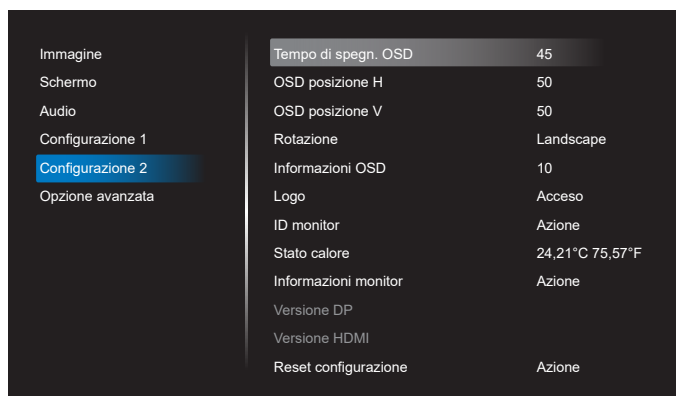 Immagine
Schermo
Audio
Configurazione 1
Configurazione 2
Opzione avanzata
Tempo di spegn. OSD 45
OSD posizione H 50
OSD posizione V 50
Rotazione Landscape
Informazioni OSD 10
Logo Acceso
ID monitor Azione
Stato calore 24,21°C 75,57°F
Informazioni monitor Azione
Versione DP
Versione HDMI
Reset configurazione Azione